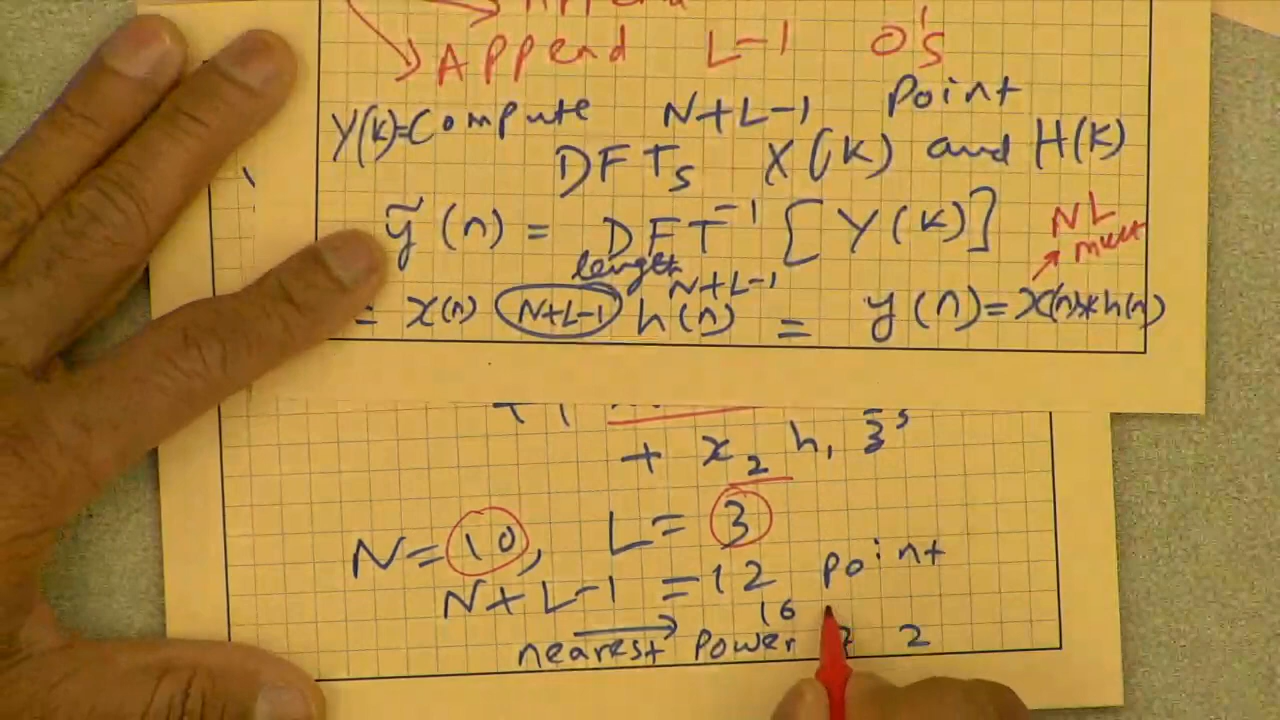 Append
Append L-1 0's
Y(k)=Compute N+L-1 Point
DFTs X(k) and H(k)
ỹ(n) = DFT⁻¹ [Y(k)]
NL
mult
length
N+L-1
= x(n) N+L-1 h(n) = y(n)=x(n)*h(n)
+ x₂ h₁ z̄³
N=10, L=3
N+L-1 =12 point
16
nearest power 2